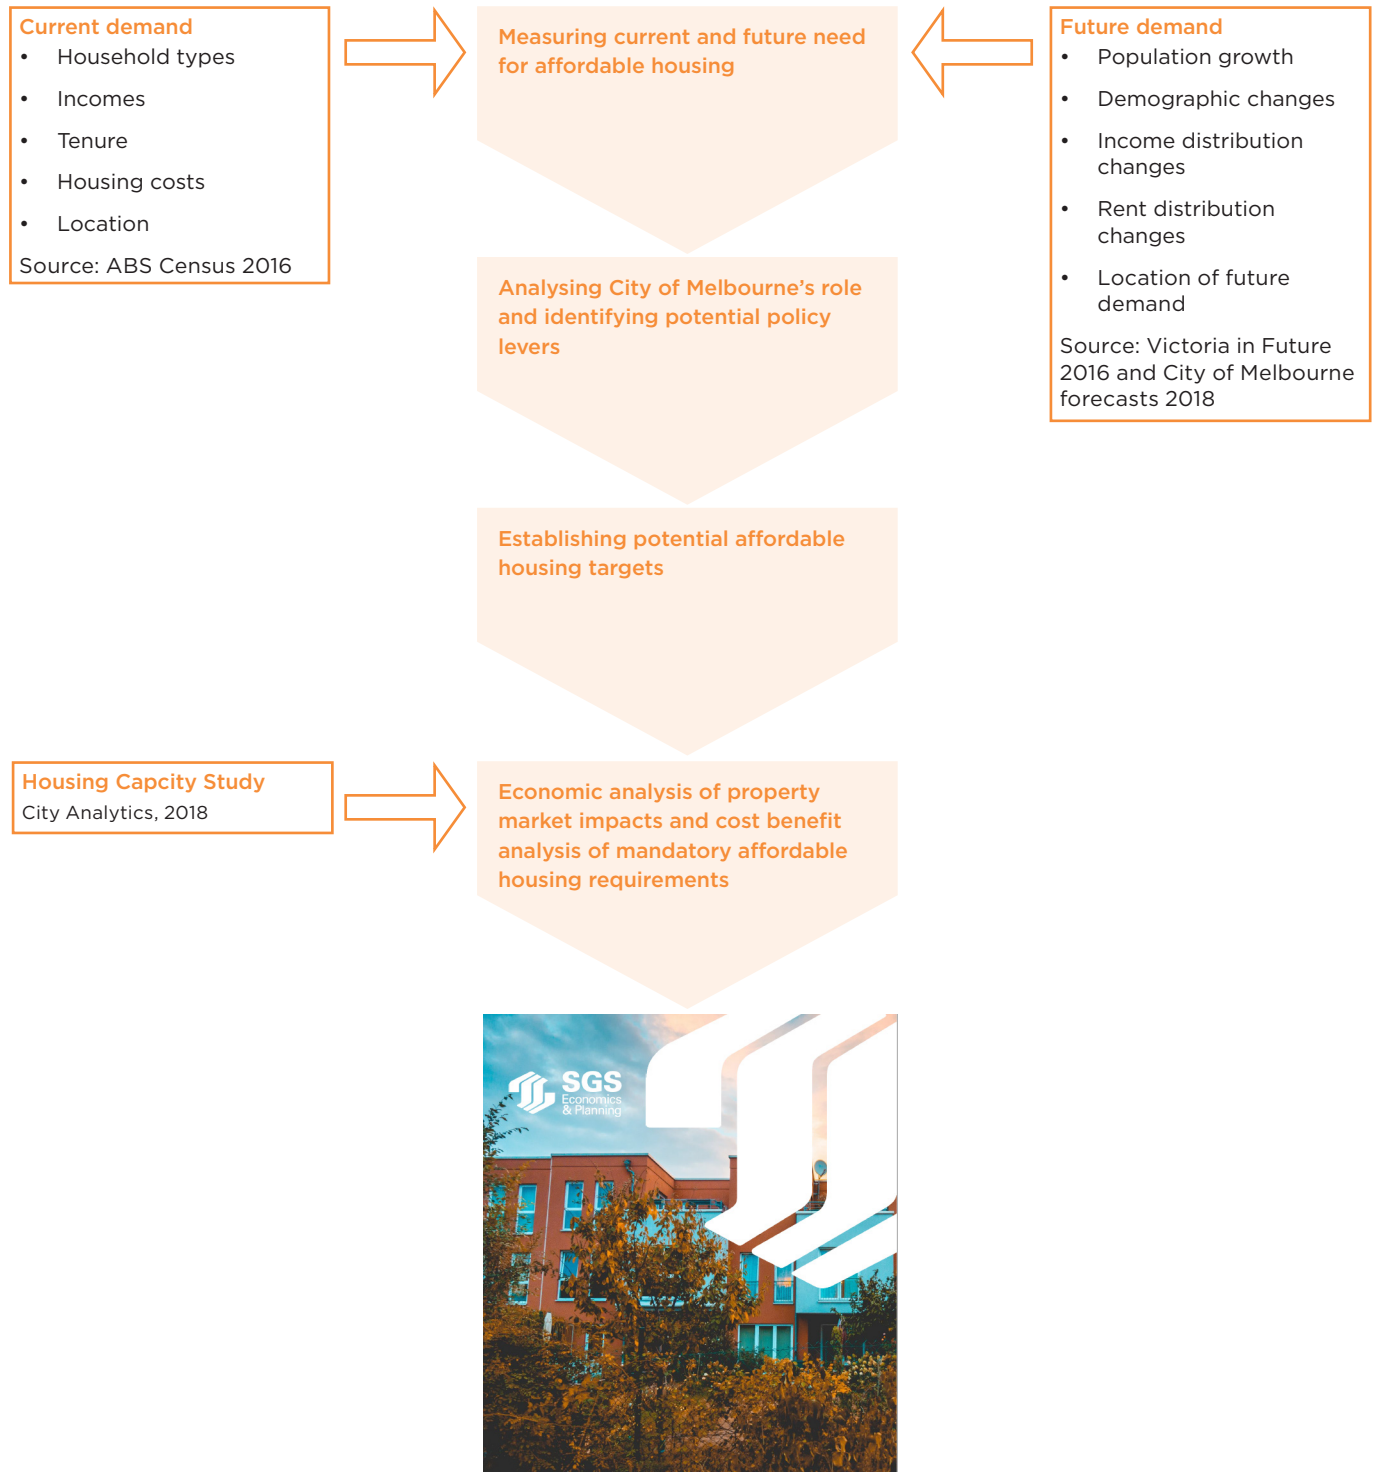 Current demand
• Household types
• Incomes
• Tenure
• Housing costs
• Location
Source: ABS Census 2016
Measuring current and future need
for affordable housing
Future demand
• Population growth
• Demographic changes
• Income distribution
changes
• Rent distribution
changes
• Location of future
demand
Source: Victoria in Future
2016 and City of Melbourne
forecasts 2018
Analysing City of Melbourne’s role
and identifying potential policy
levers
Establishing potential affordable
housing targets
Housing Capcity Study
City Analytics, 2018
Economic analysis of property
market impacts and cost benefit
analysis of mandatory affordable
housing requirements
SGS
Economics
& Planning